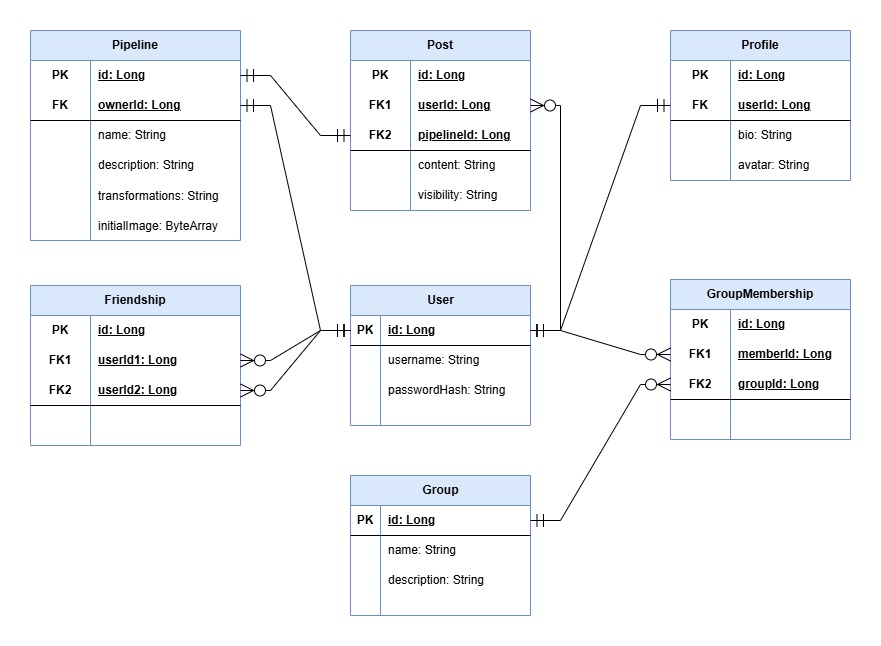 Pipeline
PK id: Long
FK ownerId: Long
name: String
description: String
transformations: String
initialImage: ByteArray
Post
PK id: Long
FK1 userId: Long
FK2 pipelineId: Long
content: String
visibility: String
Profile
PK id: Long
FK userId: Long
bio: String
avatar: String
Friendship
PK id: Long
FK1 userId1: Long
FK2 userId2: Long
User
PK id: Long
username: String
passwordHash: String
GroupMembership
PK id: Long
FK1 memberId: Long
FK2 groupId: Long
Group
PK id: Long
name: String
description: String